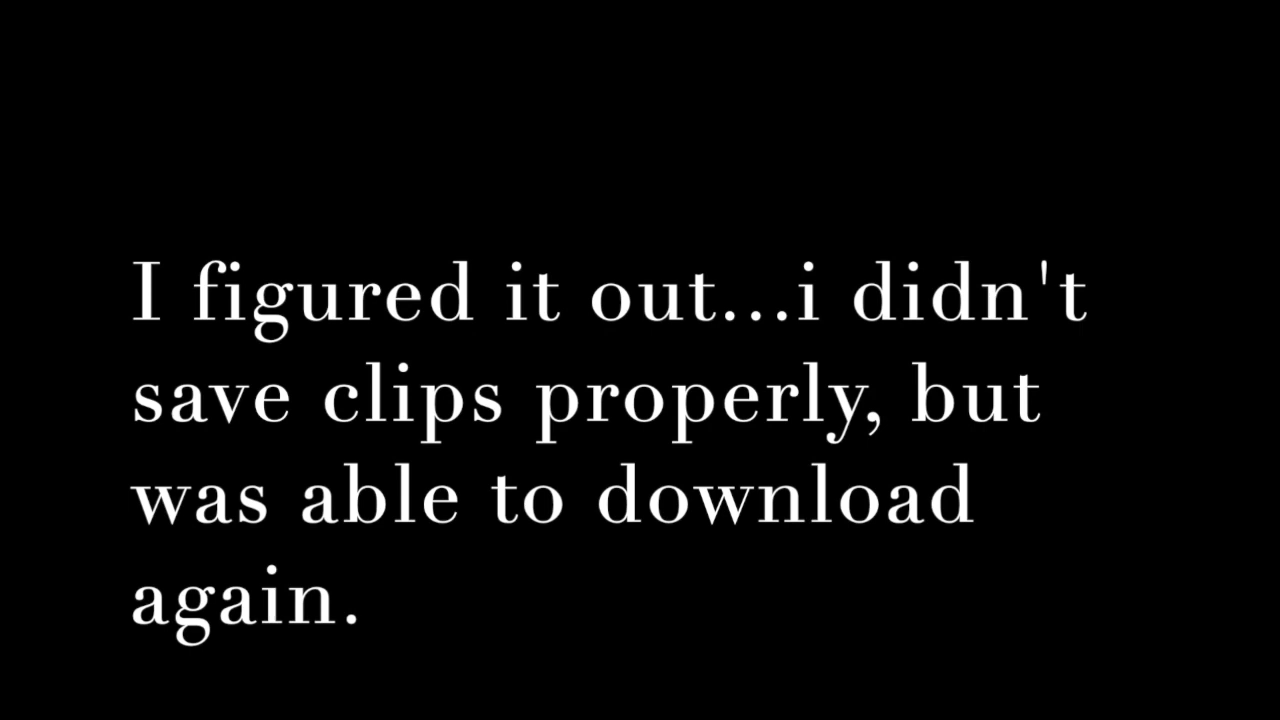 I figured it out...i didn't
save clips properly, but
was able to download
again.